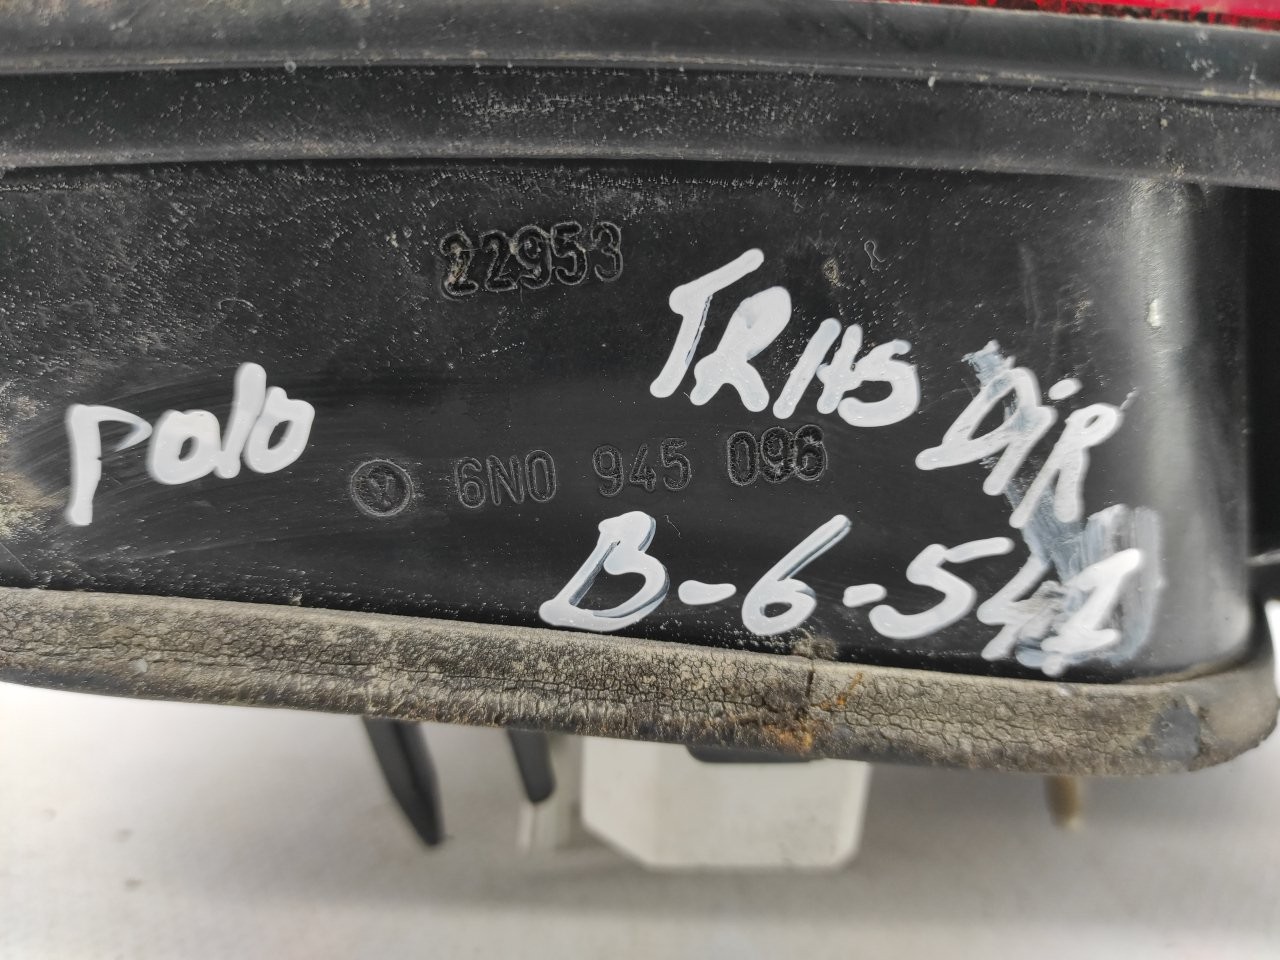 22953
TRAS DIR
POLO
6N0 945 096
B-6-541